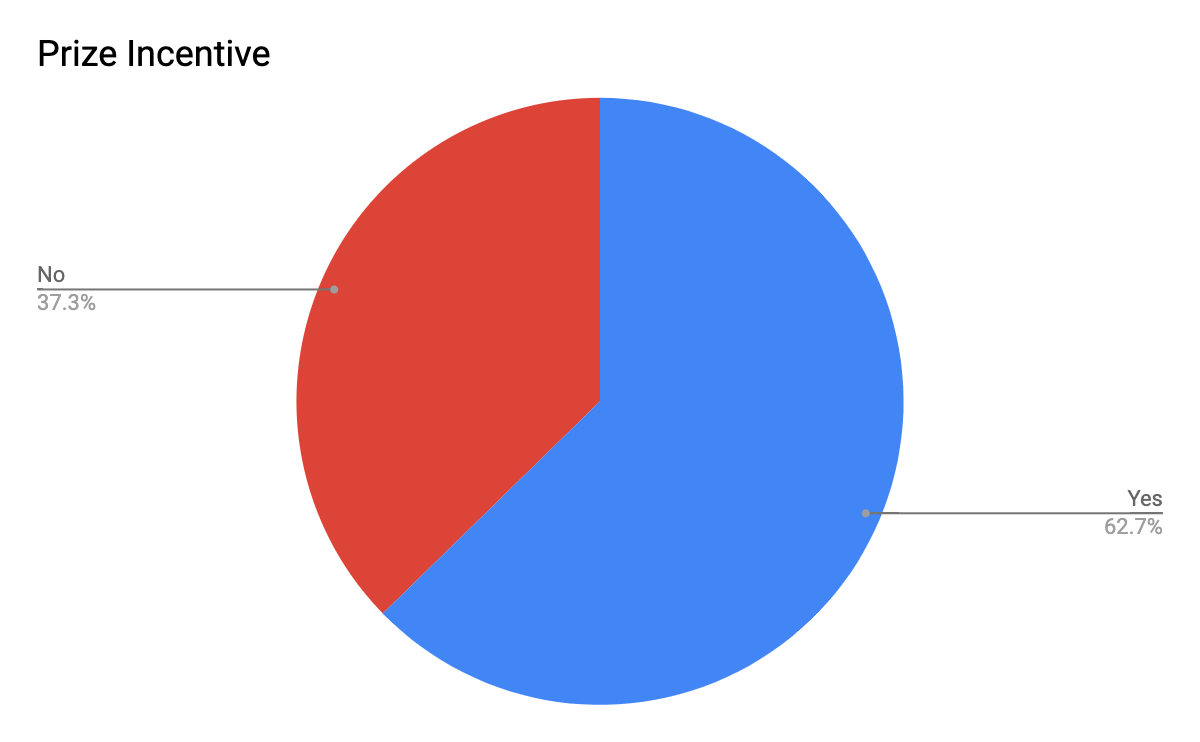 Prize Incentive
No
37.3%
Yes
62.7%